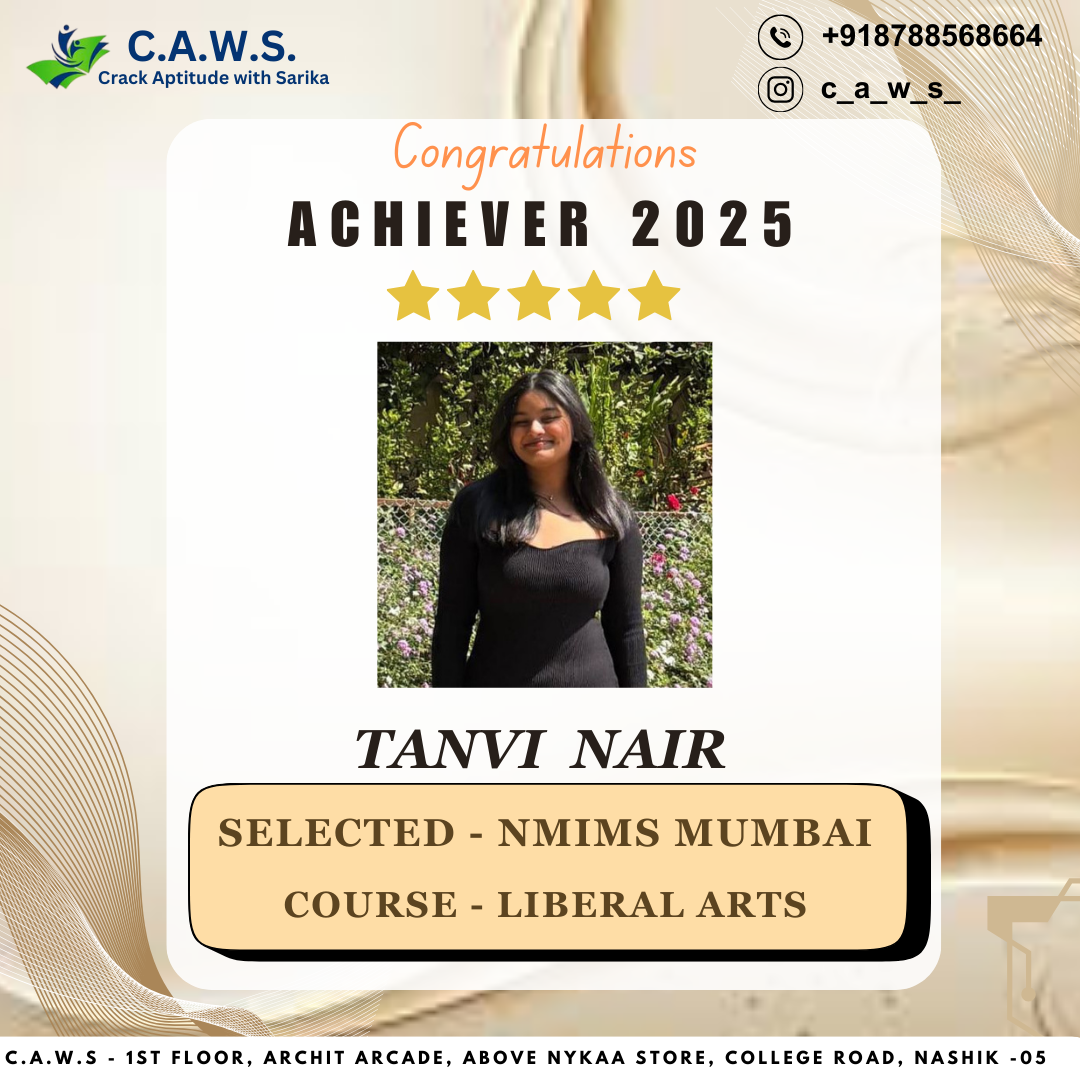 C.A.W.S.
Crack Aptitude with Sarika
+918788568664
c_a_w_s_
Congratulations
ACHIEVER 2025
TANVI NAIR
SELECTED - NMIMS MUMBAI
COURSE - LIBERAL ARTS
C.A.W.S - 1ST FLOOR, ARCHIT ARCADE, ABOVE NYKAA STORE, COLLEGE ROAD, NASHIK -05